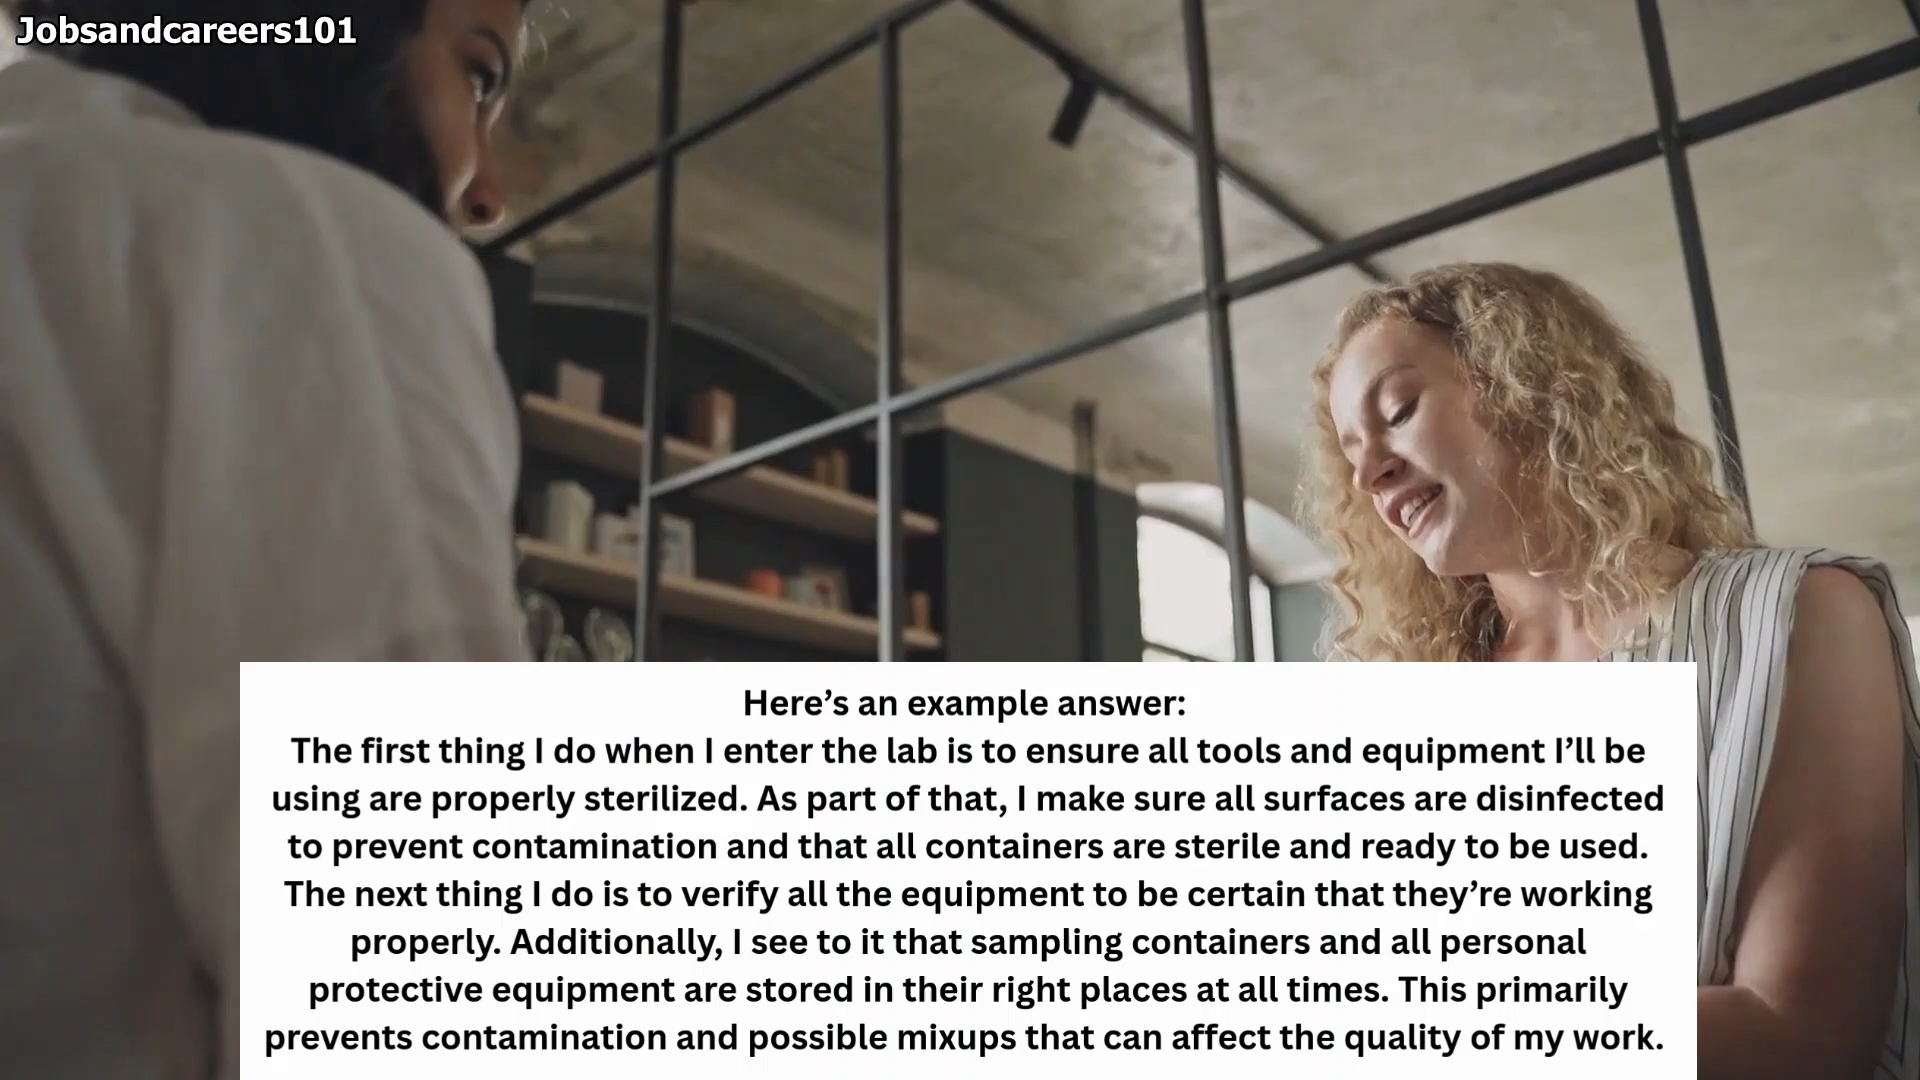 Jobsandcareers101
Here’s an example answer:
The first thing I do when I enter the lab is to ensure all tools and equipment I’ll be
using are properly sterilized. As part of that, I make sure all surfaces are disinfected
to prevent contamination and that all containers are sterile and ready to be used.
The next thing I do is to verify all the equipment to be certain that they’re working
properly. Additionally, I see to it that sampling containers and all personal
protective equipment are stored in their right places at all times. This primarily
prevents contamination and possible mixups that can affect the quality of my work.